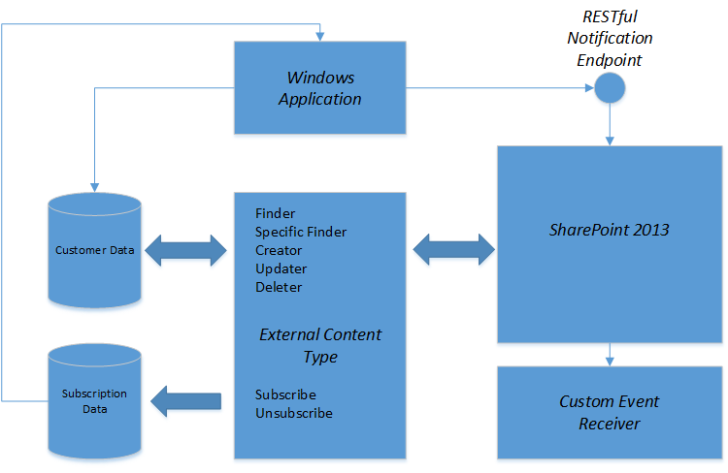 RESTful
Notification
Endpoint
Windows
Application
Customer Data
Finder
Specific Finder
Creator
Updater
Deleter
External Content
Type
Subscribe
Unsubscribe
SharePoint 2013
Subscription
Data
Custom Event
Receiver